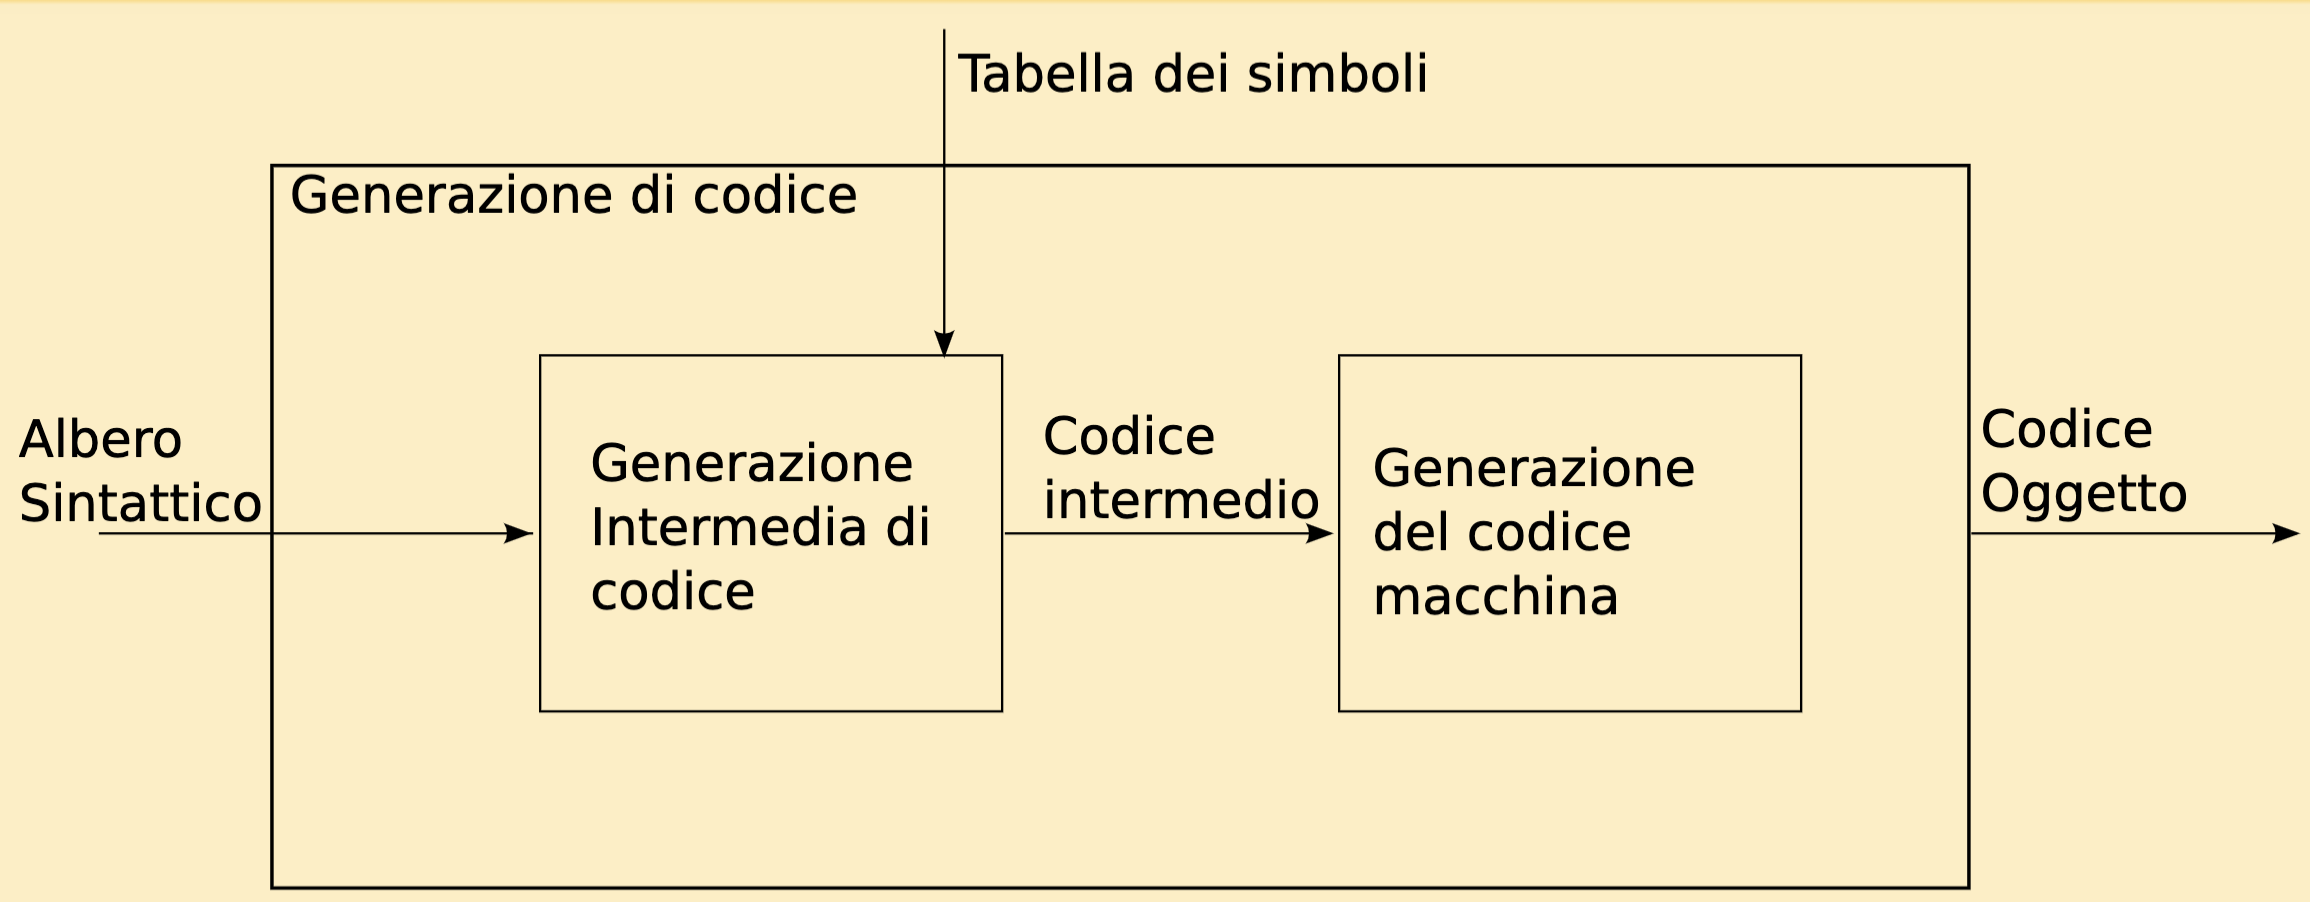 Tabella dei simboli
Generazione di codice
Albero
Sintattico
Generazione
Intermedia di
codice
Codice
intermedio
Generazione
del codice
macchina
Codice
Oggetto